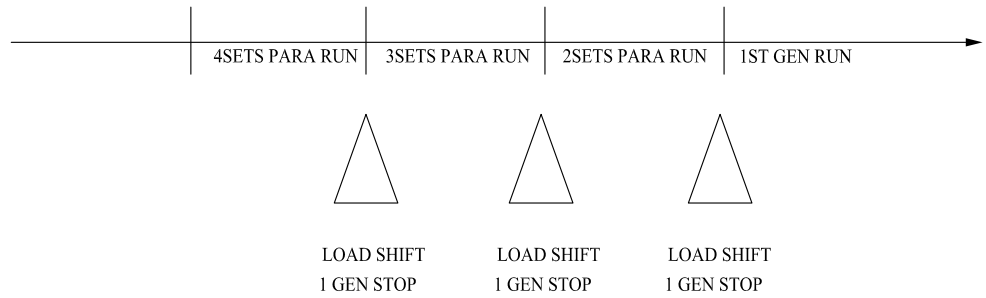 4SETS PARA RUN 3SETS PARA RUN 2SETS PARA RUN 1ST GEN RUN
LOAD SHIFT LOAD SHIFT LOAD SHIFT
1 GEN STOP 1 GEN STOP 1 GEN STOP